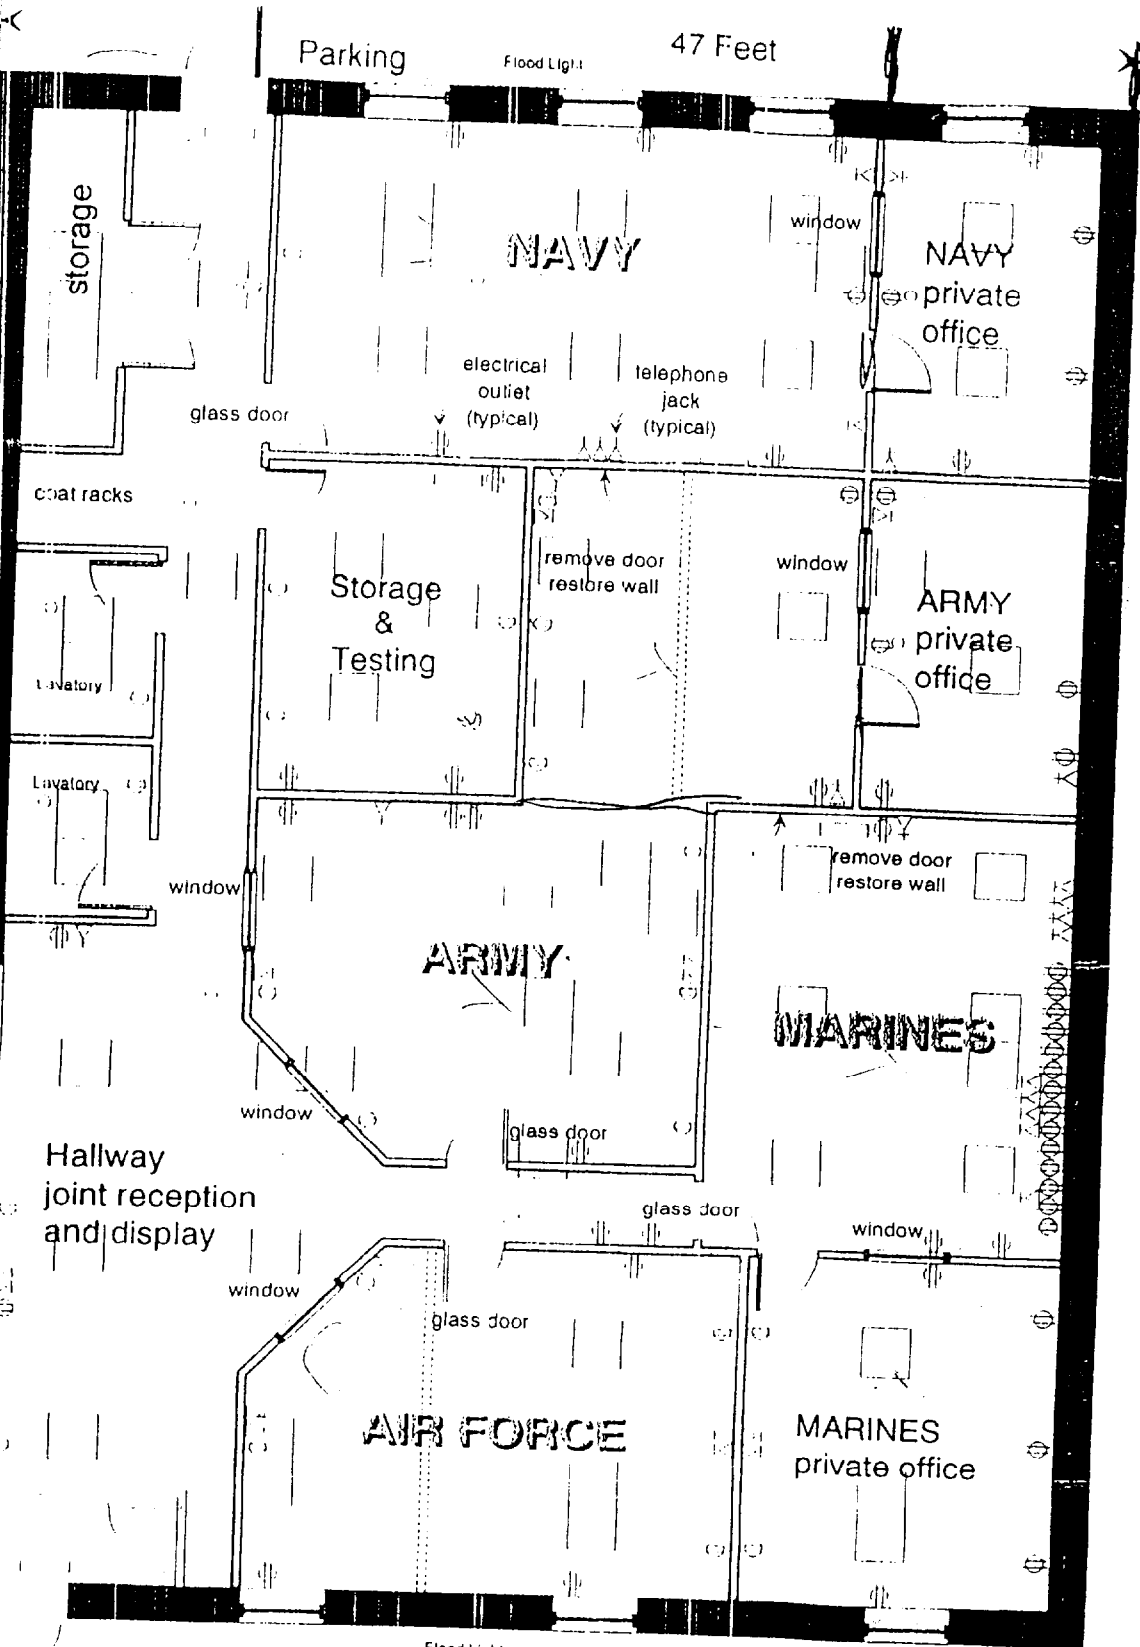 Parking
47 Feet
Flood Light
storage
NAVY
window
NAVY
private
office
electrical
outlet
(typical)
telephone
jack
(typical)
glass door
coat racks
remove door
restore wall
window
Storage
&
Testing
ARMY
private
office
Lavatory
Lavatory
window
remove door
restore wall
ARMY
MARINES
window
glass door
Hallway
joint reception
and display
glass door
window
window
glass door
AIR FORCE
MARINES
private office